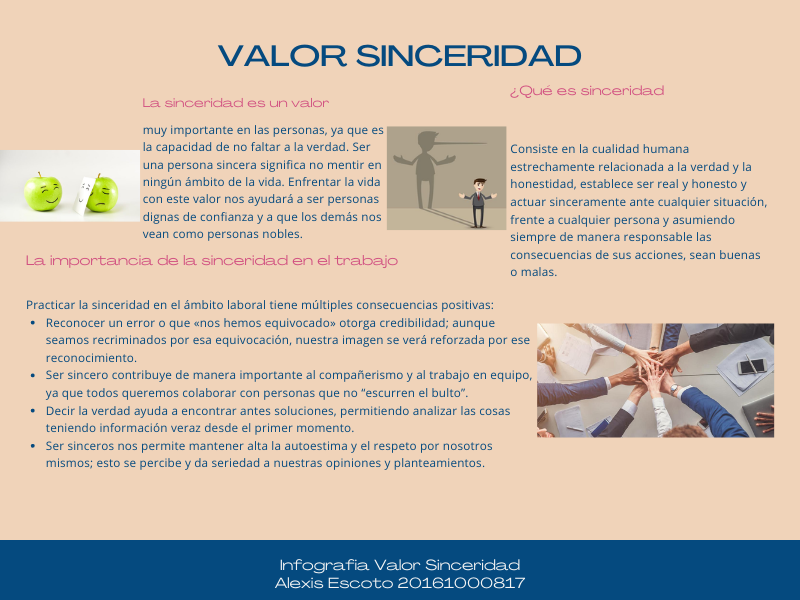 VALOR SINCERIDAD
La sinceridad es un valor
muy importante en las personas, ya que es
la capacidad de no faltar a la verdad. Ser
una persona sincera significa no mentir en
ningún ámbito de la vida. Enfrentar la vida
con este valor nos ayudará a ser personas
dignas de confianza y a que los demás nos
vean como personas nobles.
¿Qué es sinceridad
Consiste en la cualidad humana
estrechamente relacionada a la verdad y la
honestidad, establece ser real y honesto y
actuar sinceramente ante cualquier situación,
frente a cualquier persona y asumiendo
siempre de manera responsable las
consecuencias de sus acciones, sean buenas
o malas.
La importancia de la sinceridad en el trabajo
Practicar la sinceridad en el ámbito laboral tiene múltiples consecuencias positivas:
• Reconocer un error o que «nos hemos equivocado» otorga credibilidad; aunque
seamos recriminados por esa equivocación, nuestra imagen se verá reforzada por ese
reconocimiento.
• Ser sincero contribuye de manera importante al compañerismo y al trabajo en equipo,
ya que todos queremos colaborar con personas que no “escurren el bulto”.
• Decir la verdad ayuda a encontrar antes soluciones, permitiendo analizar las cosas
teniendo información veraz desde el primer momento.
• Ser sinceros nos permite mantener alta la autoestima y el respeto por nosotros
mismos; esto se percibe y da seriedad a nuestras opiniones y planteamientos.
Infografia Valor Sinceridad
Alexis Escoto 20161000817